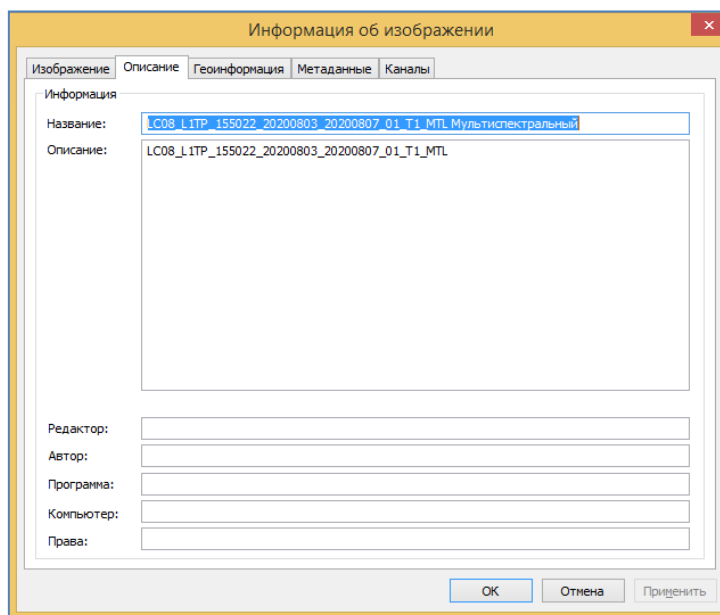 Информация об изображении
Изображение Описание Геоинформация Метаданные Каналы
Информация
Название: LC08_L1TP_155022_20200803_20200807_01_T1_MTL Мультиспектральный
Описание: LC08_L1TP_155022_20200803_20200807_01_T1_MTL
Редактор:
Автор:
Программа:
Компьютер:
Права:
ОК Отмена Применить